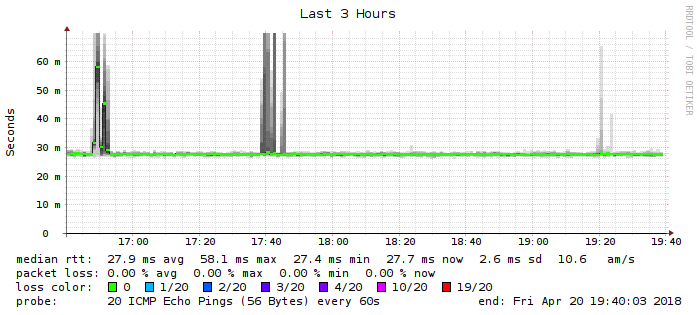 Last 3 Hours
RRDTOOL / TOBI OETIKER
Seconds
60 m
50 m
40 m
30 m
20 m
10 m
0
17:00 17:20 17:40 18:00 18:20 18:40 19:00 19:20 19:40
median rtt: 27.9 ms avg 58.1 ms max 27.4 ms min 27.7 ms now 2.6 ms sd 10.6 am/s
packet loss: 0.00 % avg 0.00 % max 0.00 % min 0.00 % now
loss color: 0 1/20 2/20 3/20 4/20 10/20 19/20
probe: 20 ICMP Echo Pings (56 Bytes) every 60s end: Fri Apr 20 19:40:03 2018